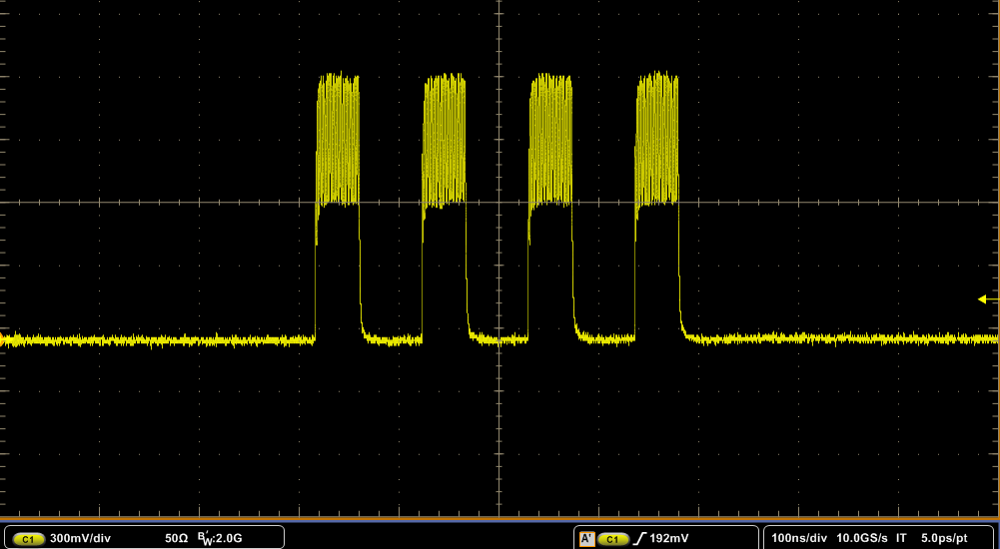 C1 300mV/div 50Ω BW:2.0G A' C1 192mV 100ns/div 10.0GS/s IT 5.0ps/pt